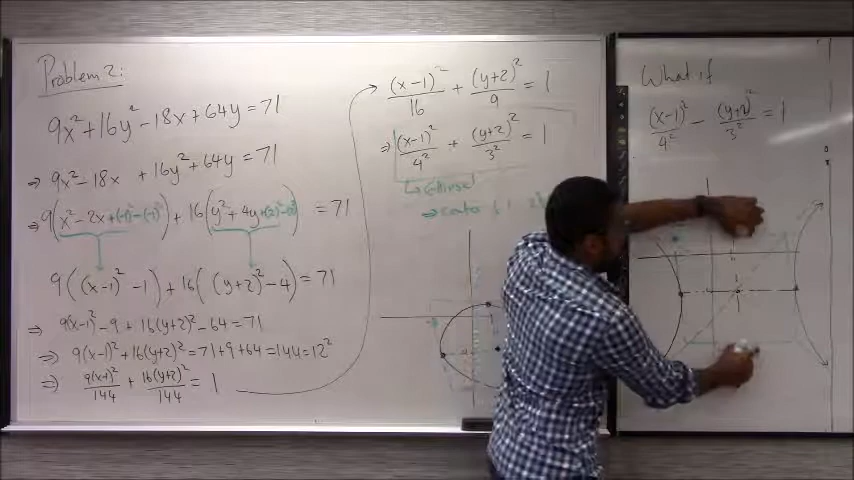 Problem 2:
9x² + 16y² - 18x + 64y = 71
⇒ 9x² - 18x + 16y² + 64y = 71
⇒ 9(x² - 2x + (-1)² - (-1)²) + 16(y² + 4y + (2)² - (2)²) = 71
9((x-1)² - 1) + 16((y+2)² - 4) = 71
⇒ 9(x-1)² - 9 + 16(y+2)² - 64 = 71
⇒ 9(x-1)² + 16(y+2)² = 71 + 9 + 64 = 144 = 12²
⇒ 9(x-1)²/144 + 16(y+2)²/144 = 1
→ (x-1)²/16 + (y+2)²/9 = 1
⇒ (x-1)²/4² + (y+2)²/3² = 1
↳ ellipse!
⇒ center
What if
(x-1)²/4² - (y+2)²/3² = 1